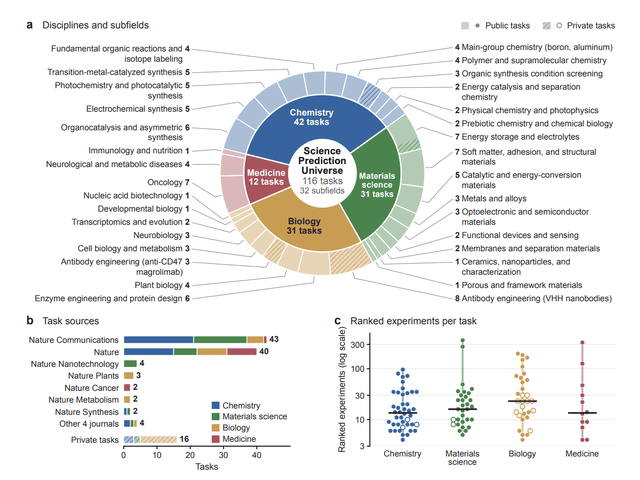 a Disciplines and subfields
Public tasks Private tasks
Fundamental organic reactions and 4
isotope labeling
Transition-metal-catalyzed synthesis 5
Photochemistry and photocatalytic 5
synthesis
Electrochemical synthesis 5
Organocatalysis and asymmetric 6
synthesis
Immunology and nutrition 1
Neurological and metabolic diseases 4
Oncology 7
Nucleic acid biotechnology 1
Developmental biology 1
Transcriptomics and evolution 2
Neurobiology 3
Cell biology and metabolism 3
Antibody engineering (anti-CD47 3
magrolimab)
Plant biology 4
Enzyme engineering and protein design 6
Chemistry
42 tasks
Science
Prediction
Universe
116 tasks
32 subfields
Medicine
12 tasks
Materials
science
31 tasks
Biology
31 tasks
4 Main-group chemistry (boron, aluminum)
4 Polymer and supramolecular chemistry
3 Organic synthesis condition screening
2 Energy catalysis and separation
chemistry
2 Physical chemistry and photophysics
2 Prebiotic chemistry and chemical biology
7 Energy storage and electrolytes
7 Soft matter, adhesion, and structural
materials
5 Catalytic and energy-conversion
materials
3 Metals and alloys
3 Optoelectronic and semiconductor
materials
2 Functional devices and sensing
2 Membranes and separation materials
1 Ceramics, nanoparticles, and
characterization
1 Porous and framework materials
8 Antibody engineering (VHH nanobodies)
b Task sources
Nature Communications 43
Nature 40
Nature Nanotechnology 4
Nature Plants 3
Nature Cancer 2
Nature Metabolism 2
Nature Synthesis 2
Other 4 journals 4
Private tasks 16
Chemistry
Materials science
Biology
Medicine
0 10 20 30 40
Tasks
c Ranked experiments per task
Ranked experiments (log scale)
300
100
30
10
3
Chemistry
Materials
science
Biology
Medicine